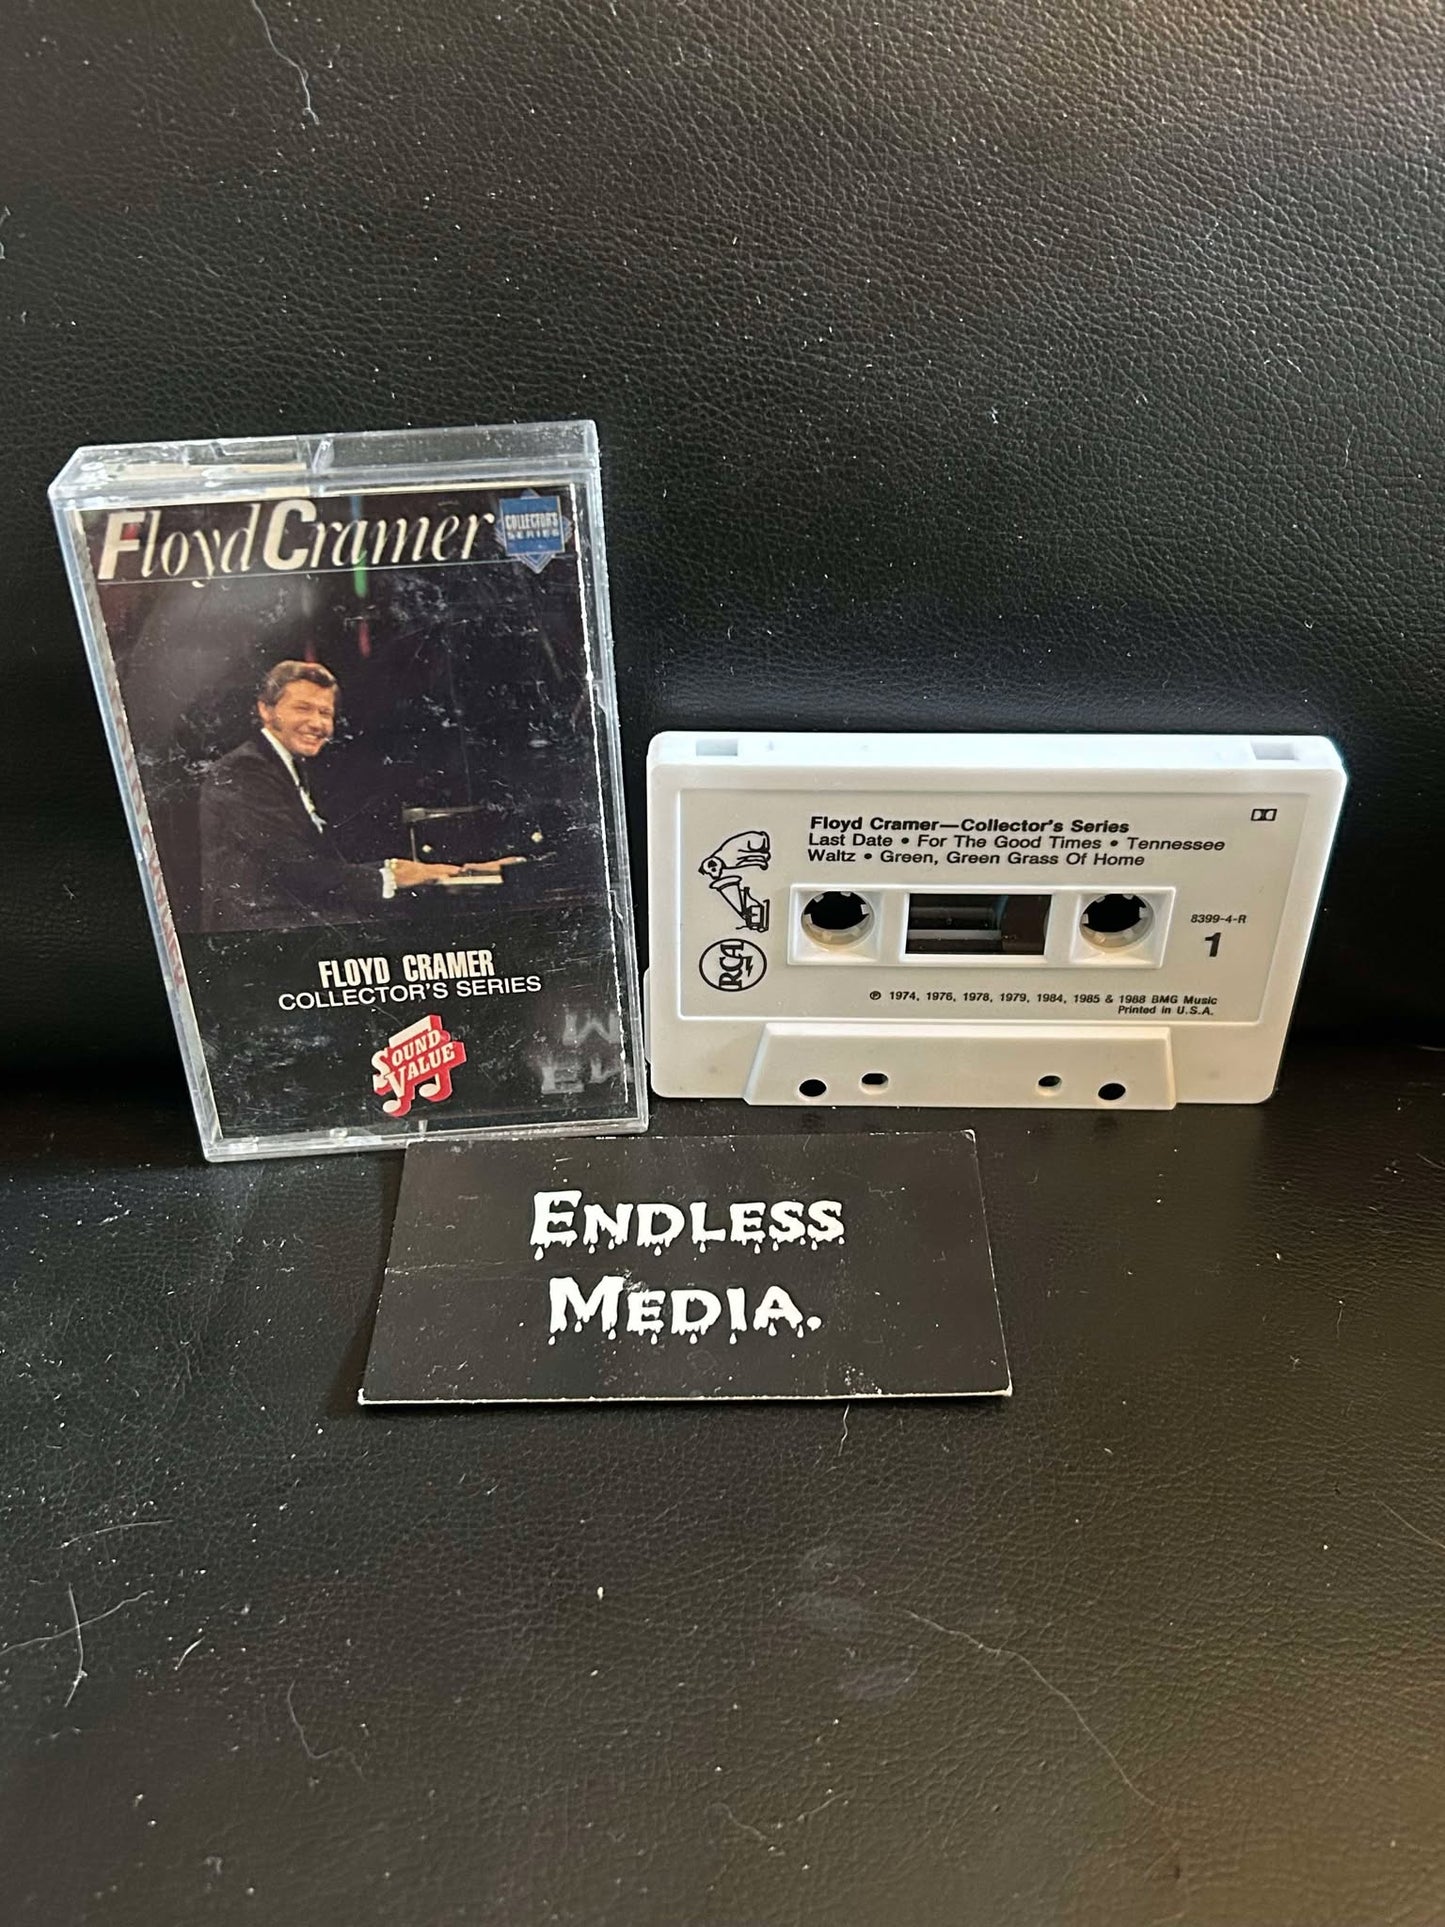 Floyd Cramer
COLLECTOR'S
SERIES
FLOYD CRAMER
COLLECTOR'S SERIES
SOUND
VALUE
Floyd Cramer—Collector's Series
Last Date • For The Good Times • Tennessee
Waltz • Green, Green Grass Of Home
8399-4-R
1
RCA
℗ 1974, 1976, 1978, 1979, 1984, 1985 & 1988 BMG Music
Printed in U.S.A.
ENDLESS
MEDIA.